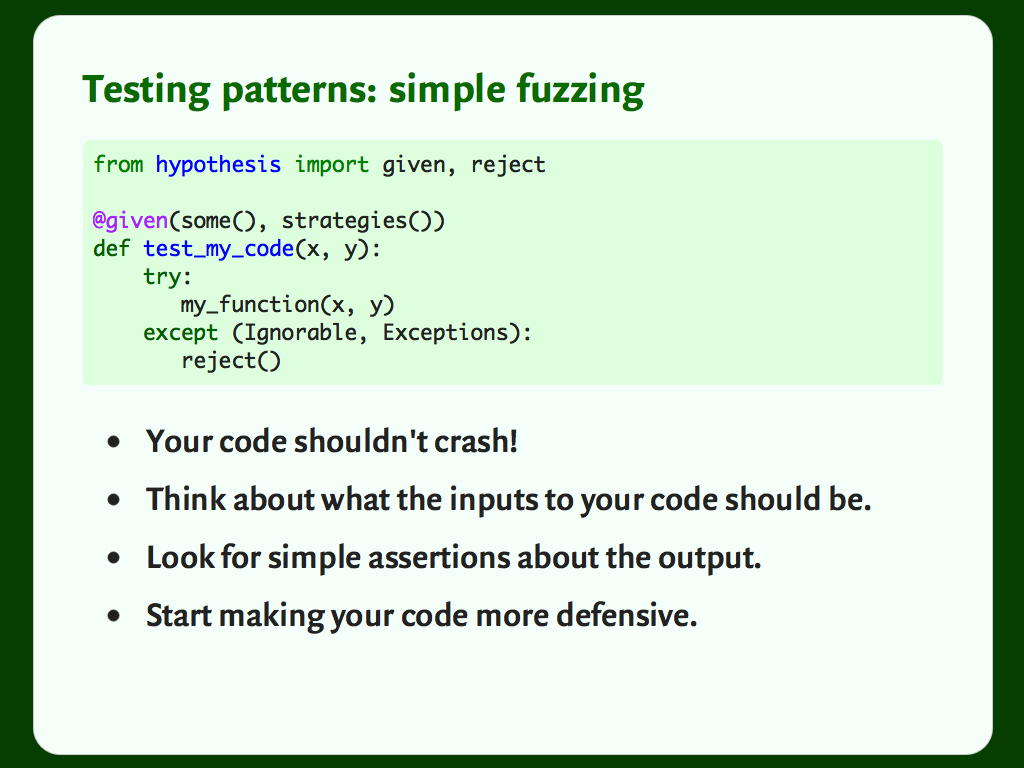 Testing patterns: simple fuzzing
from hypothesis import given, reject
@given(some(), strategies())
def test_my_code(x, y):
    try:
       my_function(x, y)
    except (Ignorable, Exceptions):
       reject()
• Your code shouldn't crash!
• Think about what the inputs to your code should be.
• Look for simple assertions about the output.
• Start making your code more defensive.